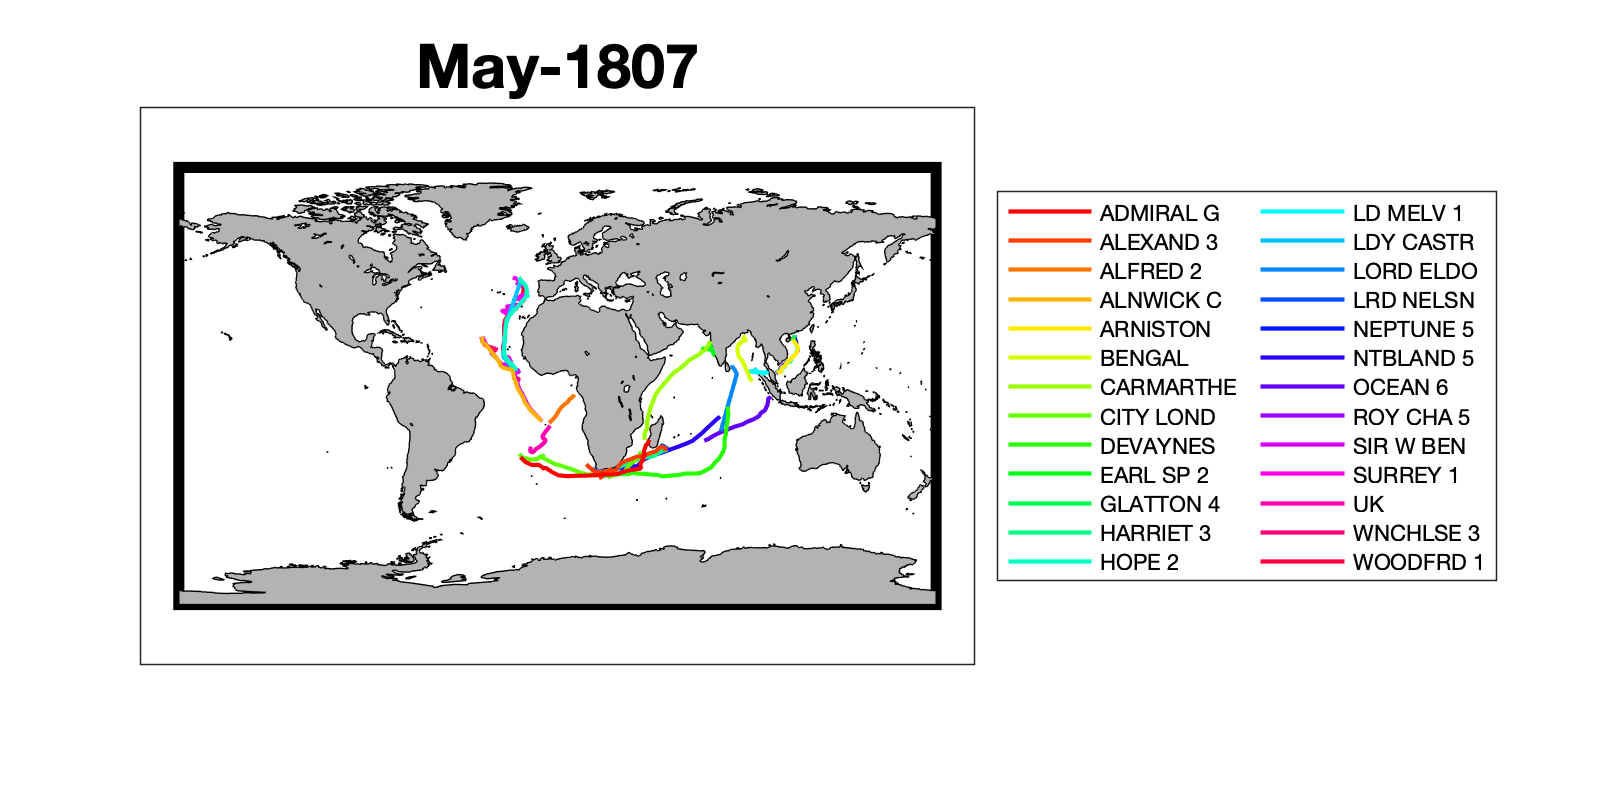 May-1807
ADMIRAL G
ALEXAND 3
ALFRED 2
ALNWICK C
ARNISTON
BENGAL
CARMARTHE
CITY LOND
DEVAYNES
EARL SP 2
GLATTON 4
HARRIET 3
HOPE 2
LD MELV 1
LDY CASTR
LORD ELDO
LRD NELSN
NEPTUNE 5
NTBLAND 5
OCEAN 6
ROY CHA 5
SIR W BEN
SURREY 1
UK
WNCHLSE 3
WOODFRD 1